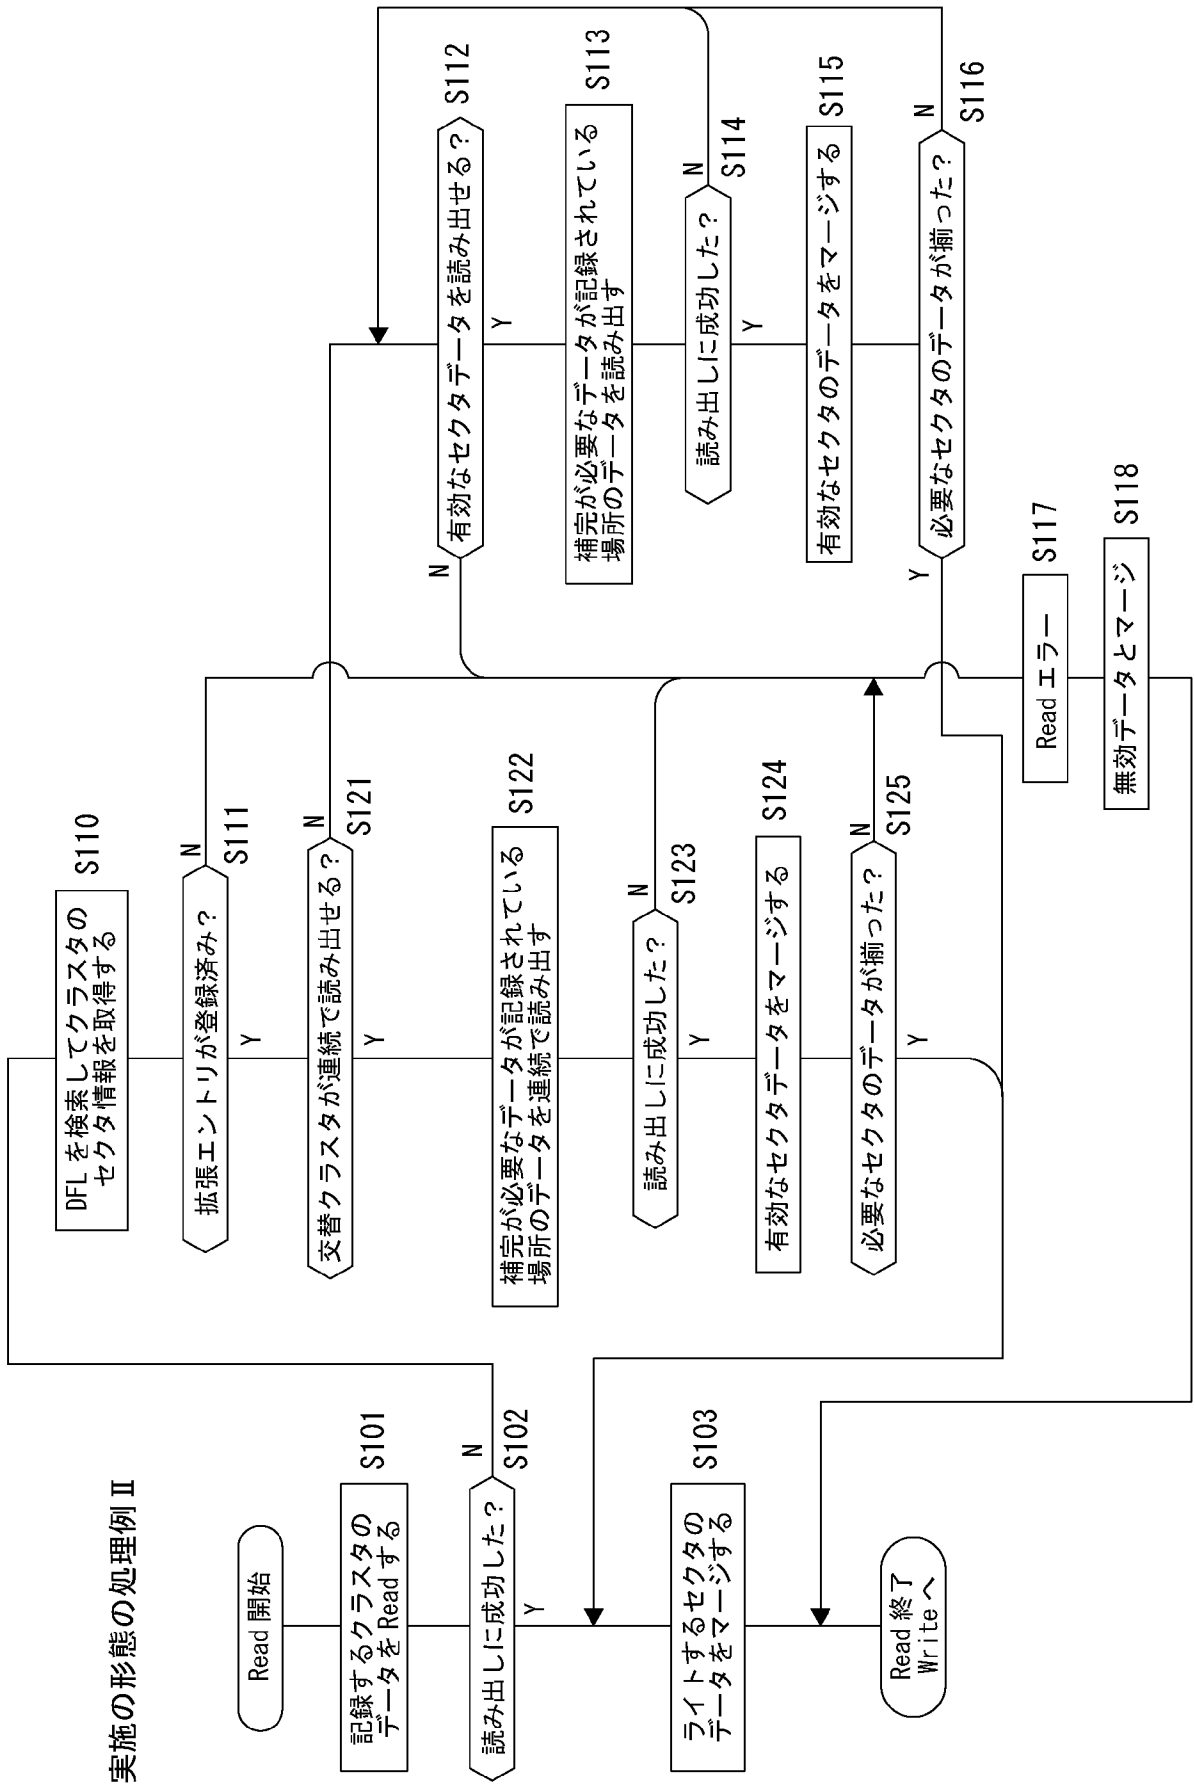 実施の形態の処理例Ⅱ
Read 開始
記録するクラスタの
データを Read する
S101
読み出しに成功した？
S102
N
Y
ライトするセクタの
データをマージする
S103
Read 終了
Write へ
DFL を検索してクラスタの
セクタ情報を取得する
S110
拡張エントリが登録済み？
S111
N
Y
交替クラスタが連続で読み出せる？
S121
N
Y
補完が必要なデータが記録されている
場所のデータを連続で読み出す
S122
読み出しに成功した？
S123
N
Y
有効なセクタデータをマージする
S124
必要なセクタのデータが揃った？
S125
N
Y
有効なセクタデータを読み出せる？
S112
N
Y
補完が必要なデータが記録されている
場所のデータを読み出す
S113
読み出しに成功した？
S114
N
Y
有効なセクタのデータをマージする
S115
必要なセクタのデータが揃った？
S116
N
Y
Read エラー
S117
無効データとマージ
S118